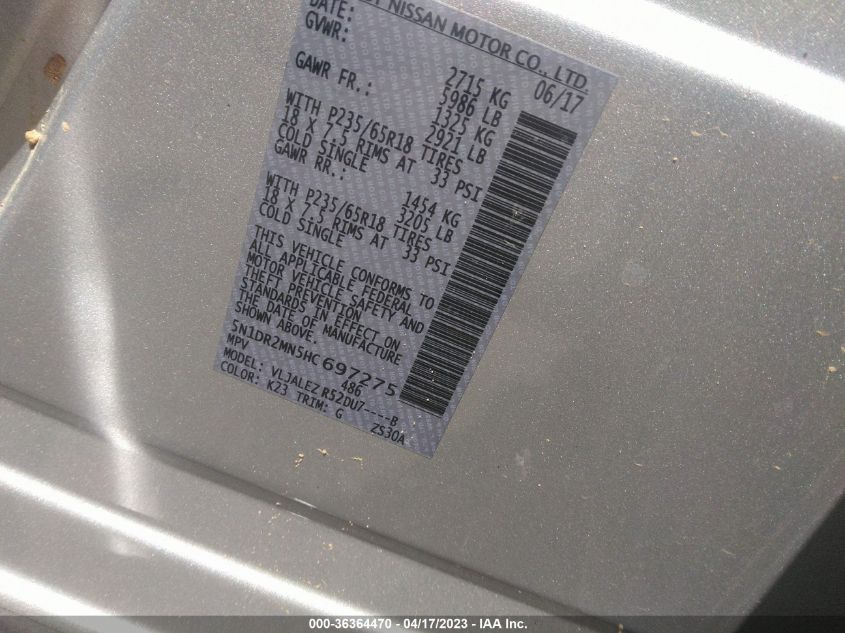 NISSAN MOTOR CO., LTD.
DATE: 06/17
GVWR: 2715 KG
5986 LB
GAWR FR.: 1325 KG
2921 LB
WITH P235/65R18 TIRES
18 X 7.5 RIMS AT 33 PSI
COLD SINGLE
GAWR RR.: 1454 KG
3205 LB
WITH P235/65R18 TIRES
18 X 7.5 RIMS AT 33 PSI
COLD SINGLE
THIS VEHICLE CONFORMS TO
ALL APPLICABLE FEDERAL
MOTOR VEHICLE SAFETY AND
THEFT PREVENTION
STANDARDS IN EFFECT ON
THE DATE OF MANUFACTURE
SHOWN ABOVE.
5N1DR2MN5HC697275
MPV 486
MODEL: VLJALEZ R52DU7----B
COLOR: K23 TRIM: G ZS30A
000-36364470 - 04/17/2023 - IAA Inc.